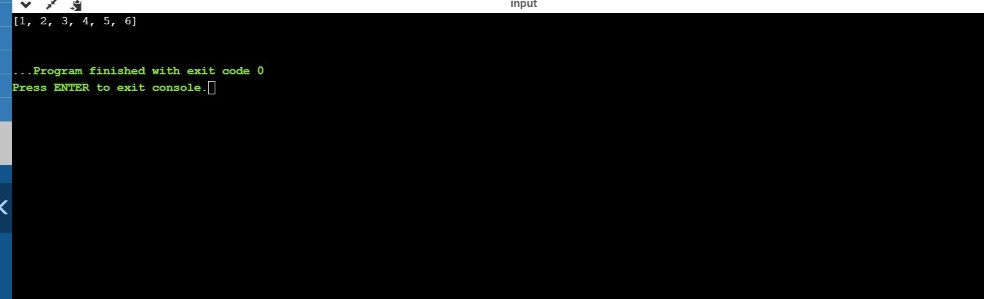 input
[1, 2, 3, 4, 5, 6]
...Program finished with exit code 0
Press ENTER to exit console.